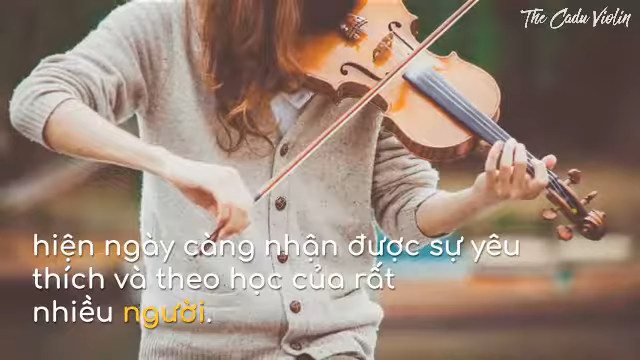 The Cadu Violin
hiện ngày càng nhận được sự yêu
thích và theo học của rất
nhiều người.